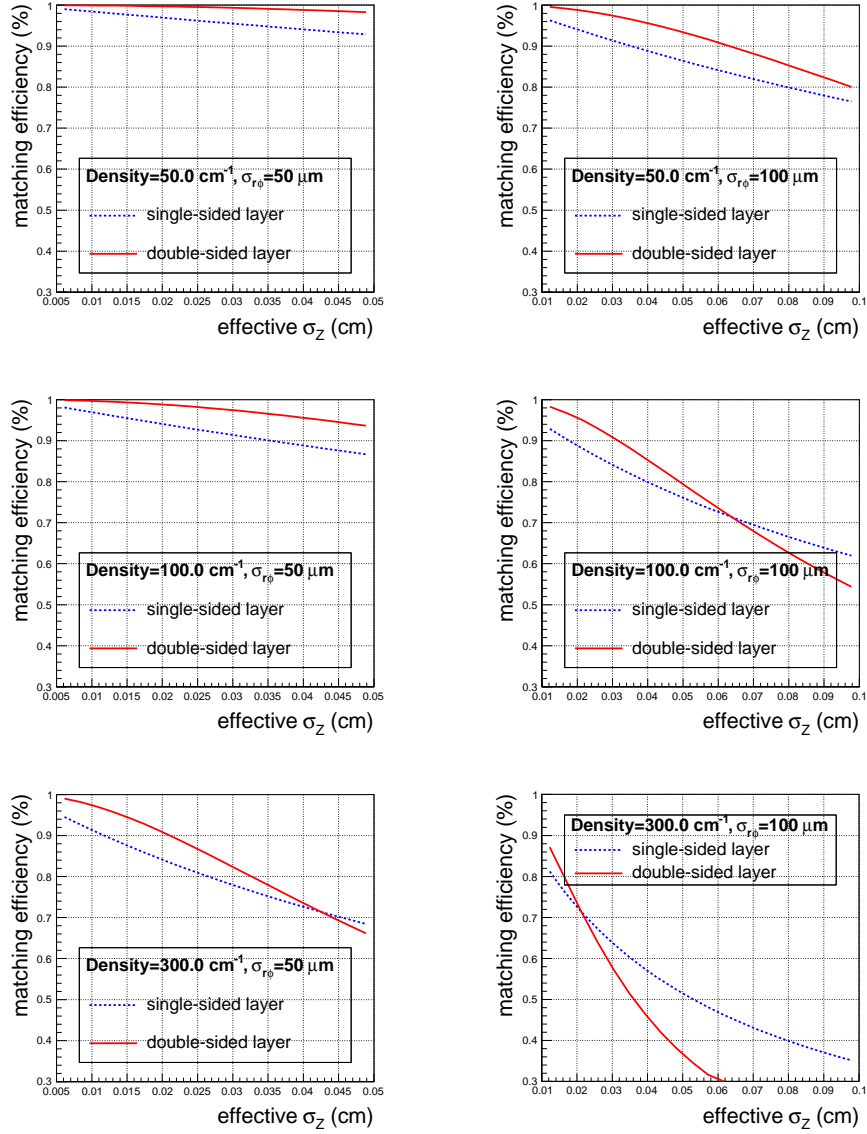 matching efficiency (%)
1
0.9
0.8
0.7
0.6
0.5
0.4
0.3
Density=50.0 cm⁻¹, σrφ=50 μm
single-sided layer
double-sided layer
0.005 0.01 0.015 0.02 0.025 0.03 0.035 0.04 0.045 0.05
effective σZ (cm)
matching efficiency (%)
1
0.9
0.8
0.7
0.6
0.5
0.4
0.3
Density=50.0 cm⁻¹, σrφ=100 μm
single-sided layer
double-sided layer
0.01 0.02 0.03 0.04 0.05 0.06 0.07 0.08 0.09 0.1
effective σZ (cm)
matching efficiency (%)
1
0.9
0.8
0.7
0.6
0.5
0.4
0.3
Density=100.0 cm⁻¹, σrφ=50 μm
single-sided layer
double-sided layer
0.005 0.01 0.015 0.02 0.025 0.03 0.035 0.04 0.045 0.05
effective σZ (cm)
matching efficiency (%)
1
0.9
0.8
0.7
0.6
0.5
0.4
0.3
Density=100.0 cm⁻¹, σrφ=100 μm
single-sided layer
double-sided layer
0.01 0.02 0.03 0.04 0.05 0.06 0.07 0.08 0.09 0.1
effective σZ (cm)
matching efficiency (%)
1
0.9
0.8
0.7
0.6
0.5
0.4
0.3
Density=300.0 cm⁻¹, σrφ=50 μm
single-sided layer
double-sided layer
0.005 0.01 0.015 0.02 0.025 0.03 0.035 0.04 0.045 0.05
effective σZ (cm)
matching efficiency (%)
1
0.9
0.8
0.7
0.6
0.5
0.4
0.3
Density=300.0 cm⁻¹, σrφ=100 μm
single-sided layer
double-sided layer
0.01 0.02 0.03 0.04 0.05 0.06 0.07 0.08 0.09 0.1
effective σZ (cm)